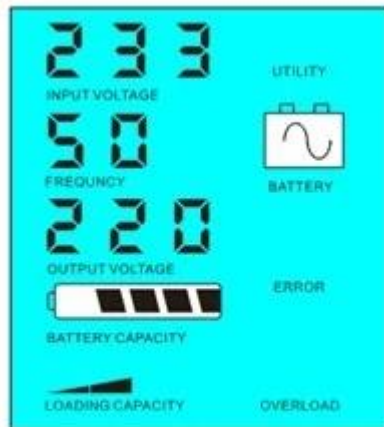 233
UTILITY
INPUT VOLTAGE
50
FREQUNCY
BATTERY
220
OUTPUT VOLTAGE
ERROR
BATTERY CAPACITY
LOADING CAPACITY
OVERLOAD